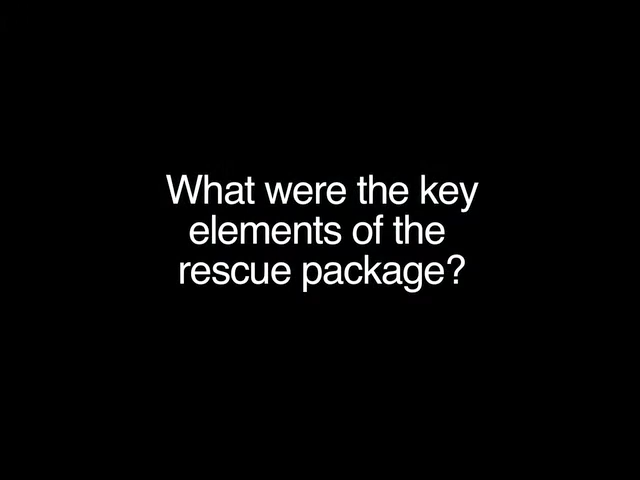 What were the key
elements of the
rescue package?